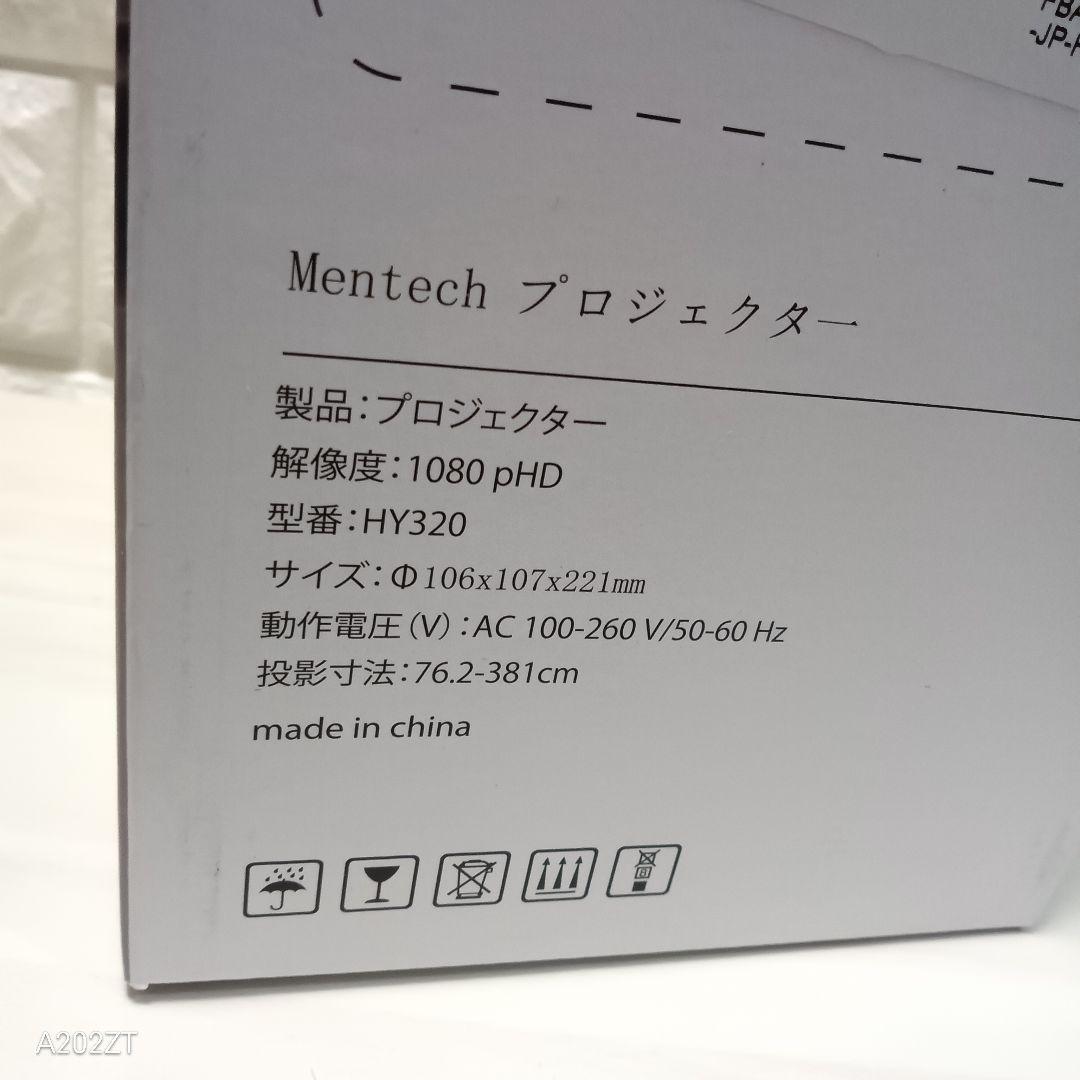 -JP-
Mentech プロジェクター
製品：プロジェクター
解像度：1080 pHD
型番：HY320
サイズ：Φ106x107x221mm
動作電圧（V）：AC 100-260 V/50-60 Hz
投影寸法：76.2-381cm
made in china
A202ZT